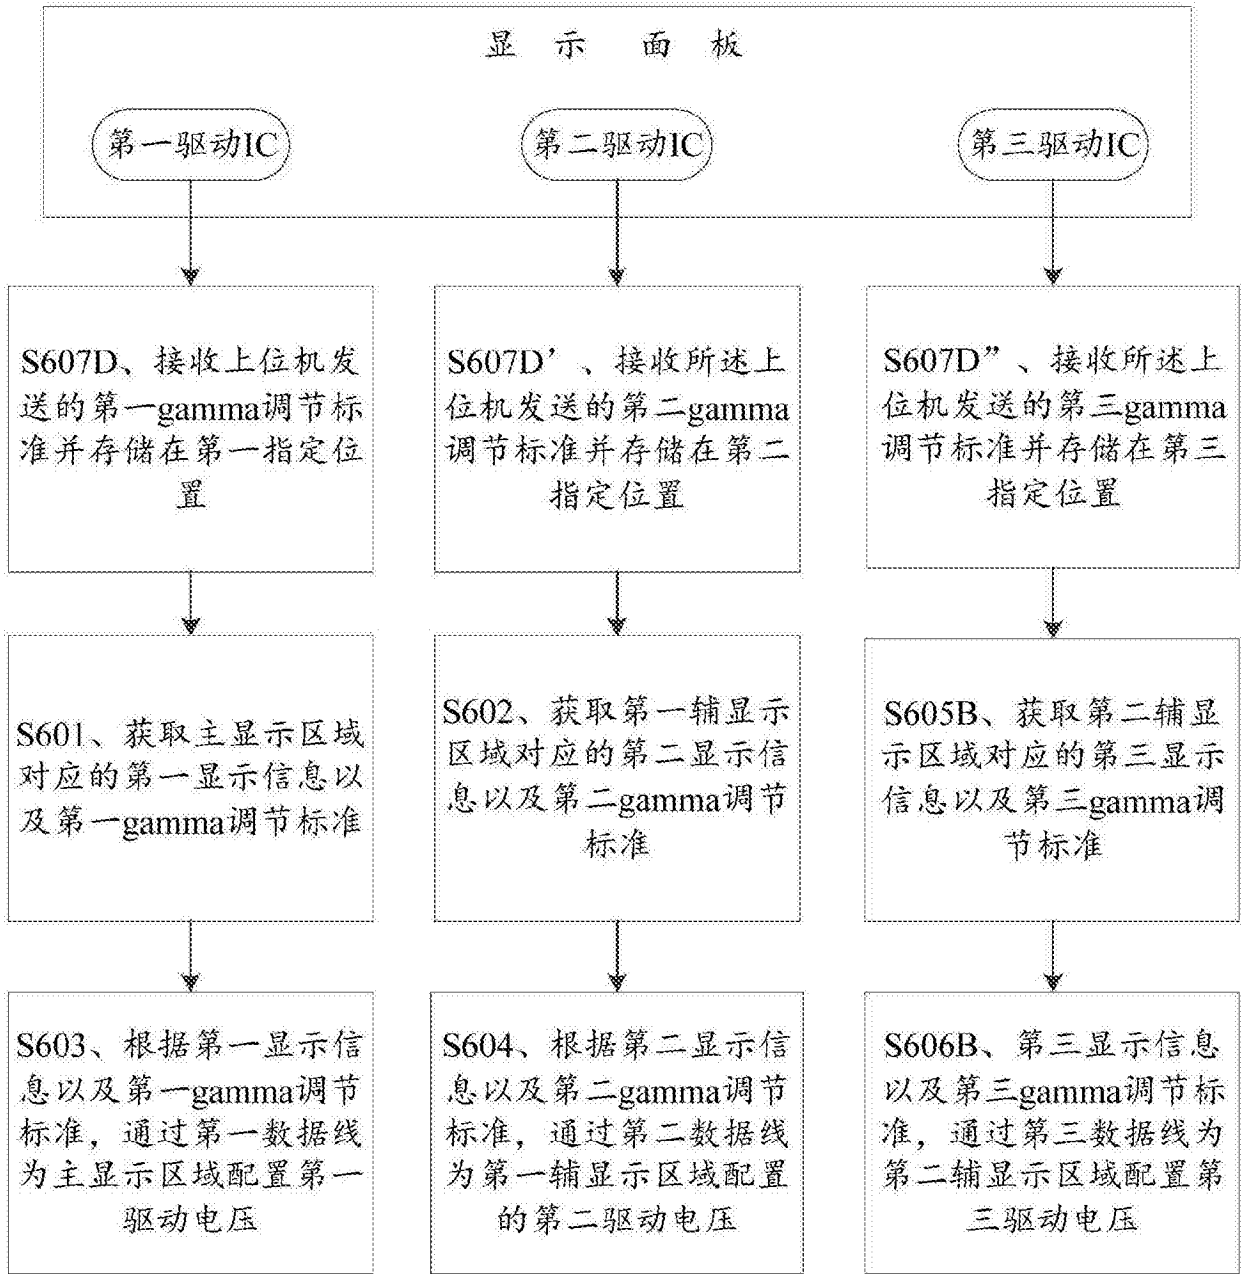 显示 面板
第一驱动IC
第二驱动IC
第三驱动IC
S607D、接收上位机发
送的第一gamma调节标
准并存储在第一指定位
置
S607D’、接收所述上
位机发送的第二gamma
调节标准并存储在第二
指定位置
S607D”、接收所述上
位机发送的第三gamma
调节标准并存储在第三
指定位置
S601、获取主显示区域
对应的第一显示信息以
及第一gamma调节标准
S602、获取第一辅显示
区域对应的第二显示信
息以及第二gamma调节
标准
S605B、获取第二辅显
示区域对应的第三显示
信息以及第三gamma调
节标准
S603、根据第一显示信
息以及第一gamma调节
标准，通过第一数据线
为主显示区域配置第一
驱动电压
S604、根据第二显示信
息以及第二gamma调节
标准，通过第二数据线
为第一辅显示区域配置
的第二驱动电压
S606B、第三显示信息
以及第三gamma调节标
准，通过第三数据线为
第二辅显示区域配置第
三驱动电压